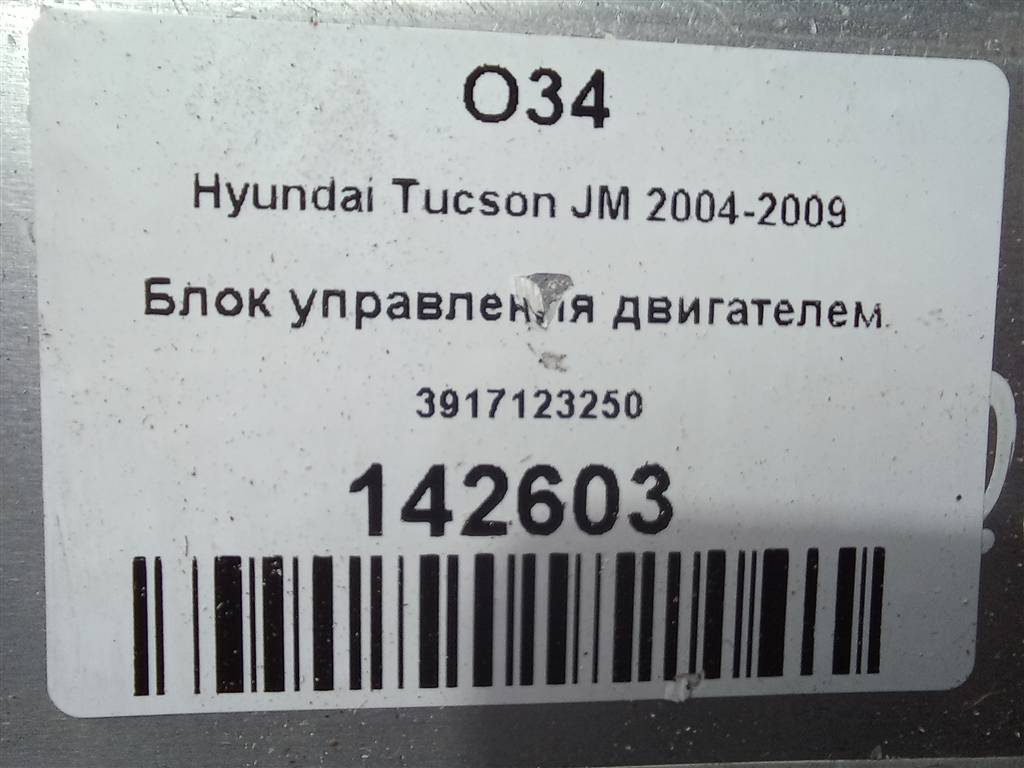 O34
Hyundai Tucson JM 2004-2009
Блок управления двигателем
3917123250
142603